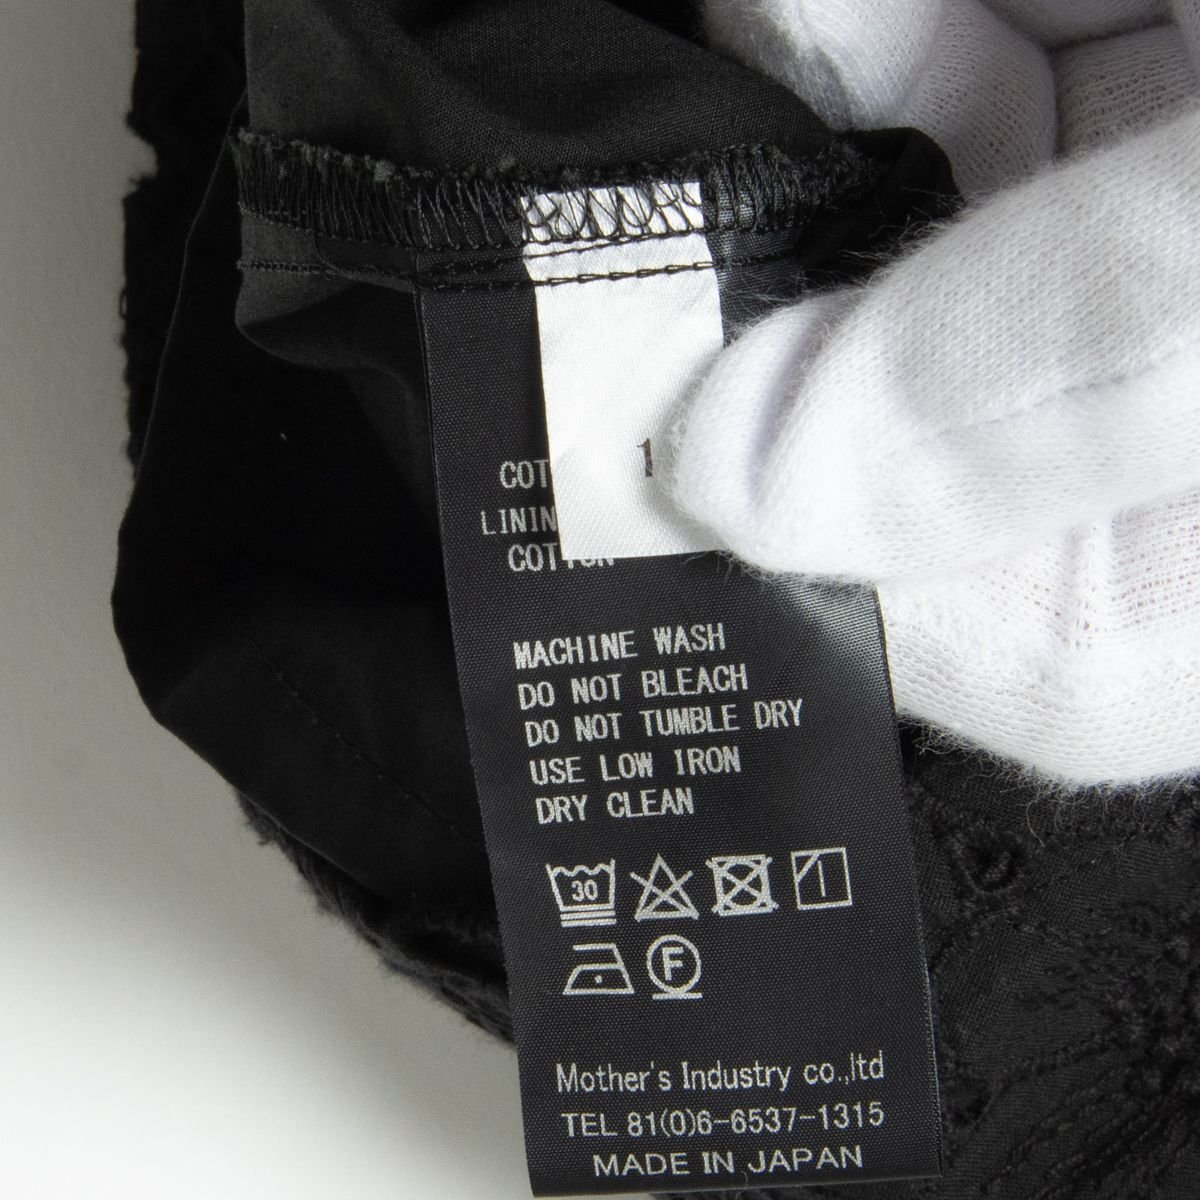 1
COT
LININ
COTTON
MACHINE WASH
DO NOT BLEACH
DO NOT TUMBLE DRY
USE LOW IRON
DRY CLEAN
30
F
Mother's Industry co.,ltd
TEL 81(0)6-6537-1315
MADE IN JAPAN